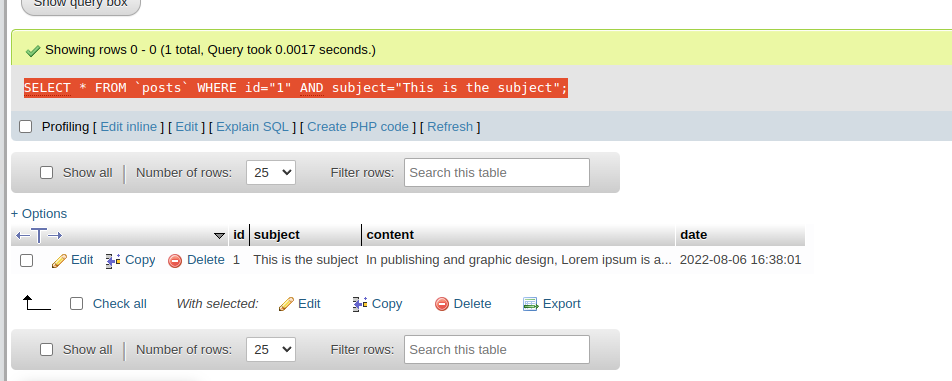 Show query box
Showing rows 0 - 0 (1 total, Query took 0.0017 seconds.)
SELECT * FROM `posts` WHERE id="1" AND subject="This is the subject";
Profiling [ Edit inline ] [ Edit ] [ Explain SQL ] [ Create PHP code ] [ Refresh ]
Show all Number of rows: 25 Filter rows: Search this table
+ Options
←T→ id subject content date
Edit Copy Delete 1 This is the subject In publishing and graphic design, Lorem ipsum is a... 2022-08-06 16:38:01
Check all With selected: Edit Copy Delete Export
Show all Number of rows: 25 Filter rows: Search this table